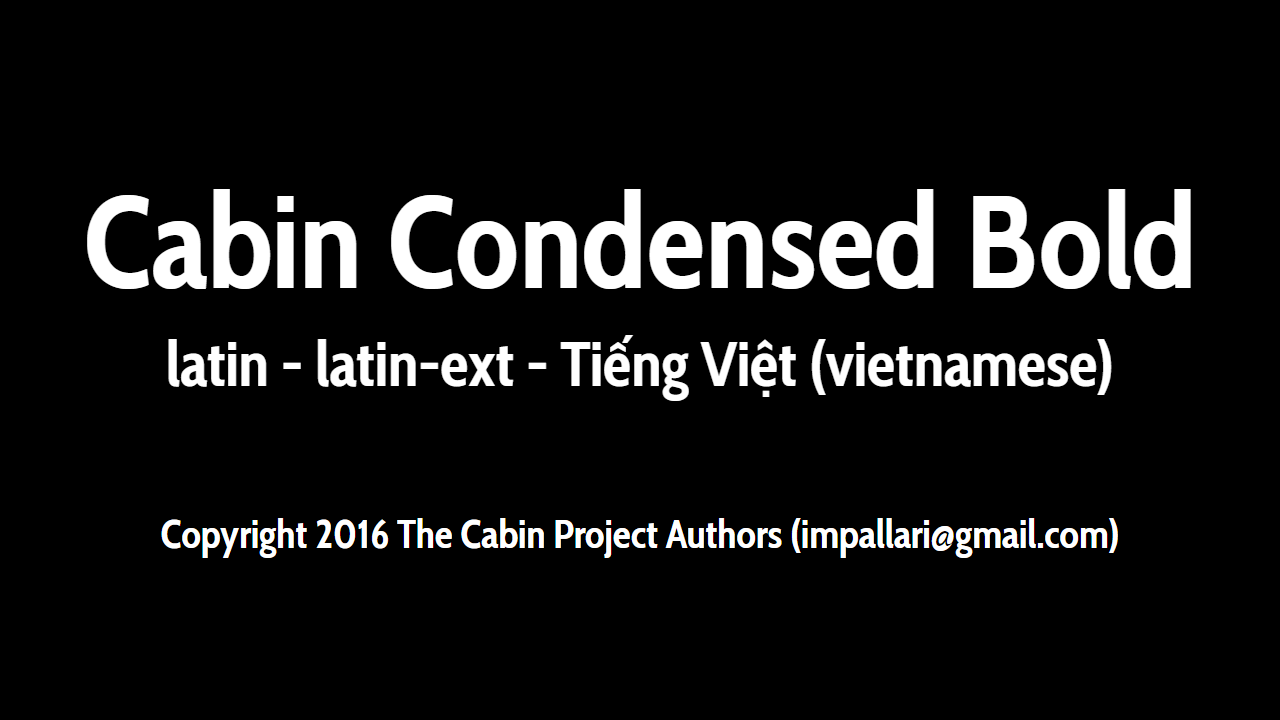 Cabin Condensed Bold
latin - latin-ext - Tiếng Việt (vietnamese)
Copyright 2016 The Cabin Project Authors (impallari@gmail.com)